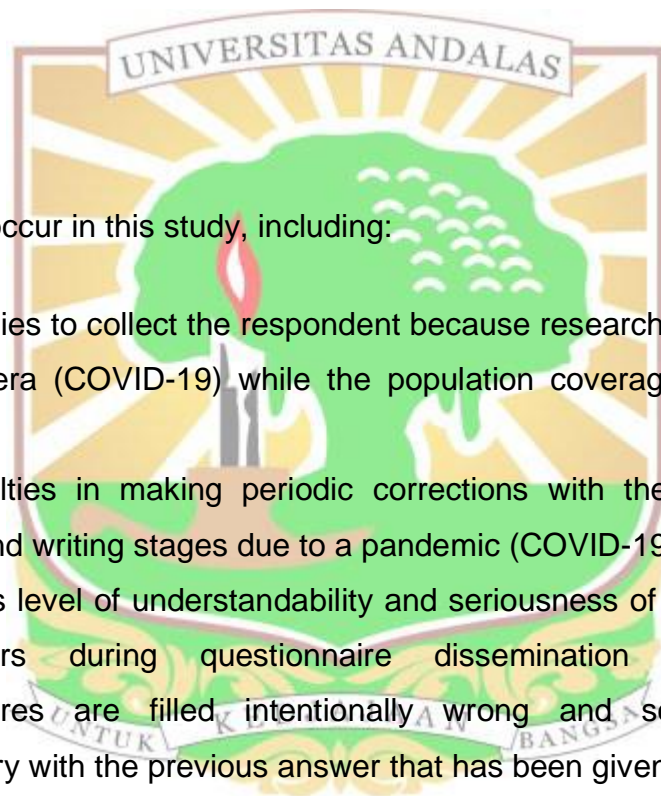 UNIVERSITAS ANDALAS
occur in this study, including:
ies to collect the respondent because research
era (COVID-19) while the population coverag
lties in making periodic corrections with the
nd writing stages due to a pandemic (COVID-19
s level of understandability and seriousness of
rs during questionnaire dissemination
res are filled intentionally wrong and s
ry with the previous answer that has been given
UNTUK BANGSA